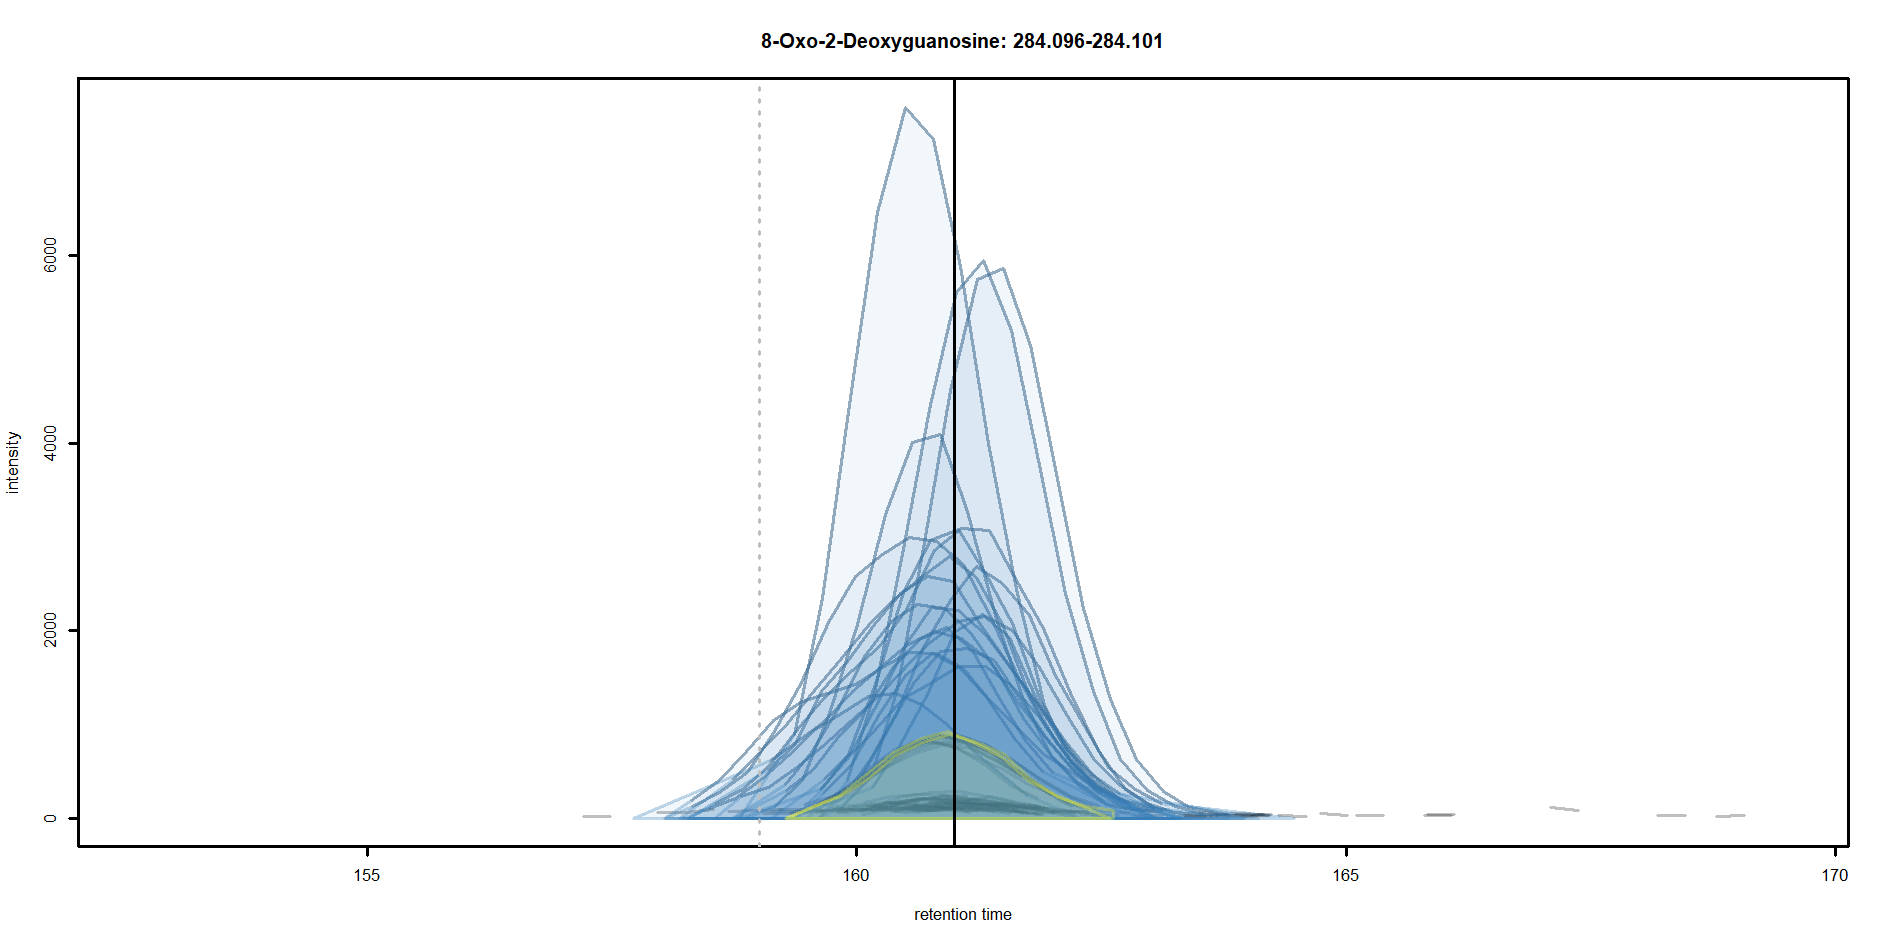 8-Oxo-2-Deoxyguanosine: 284.096-284.101
6000
4000
2000
0
intensity
155 160 165 170
retention time